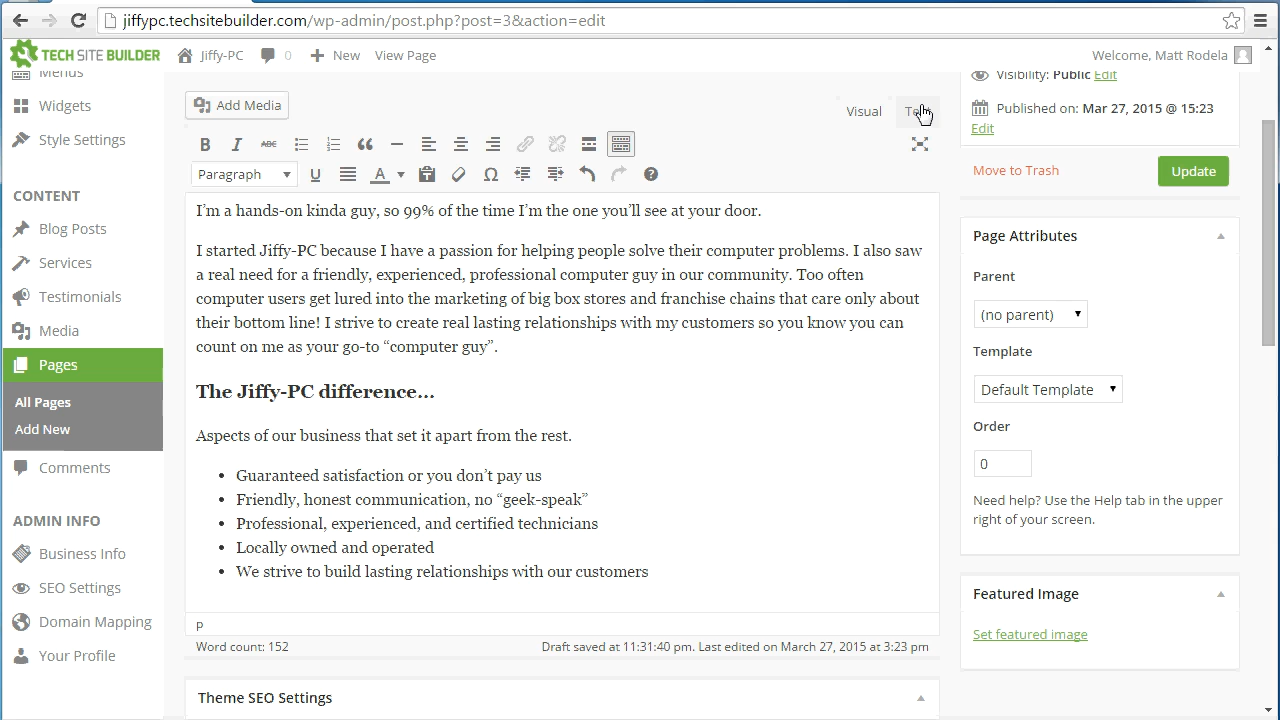 jiffypc.techsitebuilder.com/wp-admin/post.php?post=3&action=edit
TECH SITE BUILDER
Jiffy-PC
0
New
View Page
Welcome, Matt Rodela
Menus
Widgets
Style Settings
CONTENT
Blog Posts
Services
Testimonials
Media
Pages
All Pages
Add New
Comments
ADMIN INFO
Business Info
SEO Settings
Domain Mapping
Your Profile
Add Media
Visual
B I ABC
Paragraph
U A Ω
I’m a hands-on kinda guy, so 99% of the time I’m the one you’ll see at your door.
I started Jiffy-PC because I have a passion for helping people solve their computer problems. I also saw
a real need for a friendly, experienced, professional computer guy in our community. Too often
computer users get lured into the marketing of big box stores and franchise chains that care only about
their bottom line! I strive to create real lasting relationships with my customers so you know you can
count on me as your go-to “computer guy”.
The Jiffy-PC difference…
Aspects of our business that set it apart from the rest.
Guaranteed satisfaction or you don’t pay us
Friendly, honest communication, no “geek-speak”
Professional, experienced, and certified technicians
Locally owned and operated
We strive to build lasting relationships with our customers
p
Word count: 152
Draft saved at 11:31:40 pm. Last edited on March 27, 2015 at 3:23 pm
Theme SEO Settings
Visibility: Public Edit
Published on: Mar 27, 2015 @ 15:23
Edit
Move to Trash
Update
Page Attributes
Parent
(no parent)
Template
Default Template
Order
0
Need help? Use the Help tab in the upper
right of your screen.
Featured Image
Set featured image